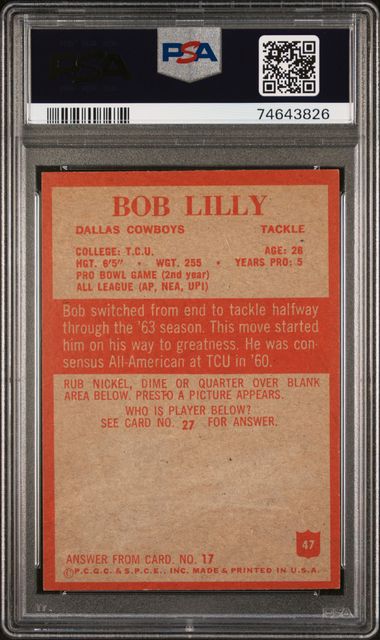 PSA
PSA
74643826
BOB LILLY
DALLAS COWBOYS TACKLE
COLLEGE: T.C.U. AGE: 26
HGT. 6'5" • WGT. 255 • YEARS PRO: 5
PRO BOWL GAME (2nd year)
ALL LEAGUE (AP, NEA, UPI)
Bob switched from end to tackle halfway
through the '63 season. This move started
him on his way to greatness. He was con-
sensus All-American at TCU in '60.
RUB NICKEL, DIME OR QUARTER OVER BLANK
AREA BELOW. PRESTO A PICTURE APPEARS.
WHO IS PLAYER BELOW?
SEE CARD NO. 27 FOR ANSWER.
47
ANSWER FROM CARD. NO. 17
©P.C.G.C. & S.P.C.E., INC. MADE & PRINTED IN U.S.A.
PSA